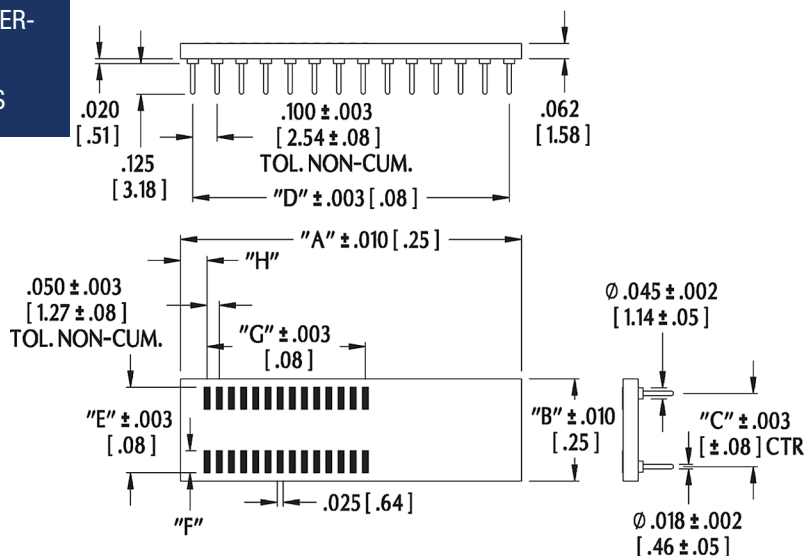 ER-
S
.020
[.51]
.125
[3.18]
.100 ±.003
[2.54 ±.08]
TOL. NON-CUM.
.062
[1.58]
"D" ±.003 [.08]
"A" ±.010 [.25]
"H"
.050 ±.003
[1.27 ±.08]
TOL. NON-CUM.
"G" ±.003
[.08]
Ø .045 ±.002
[1.14 ±.05]
"E" ±.003
[.08]
"B" ±.010
[.25]
"C" ±.003
[±.08] CTR
"F"
.025 [.64]
Ø .018 ±.002
[.46 ±.05]